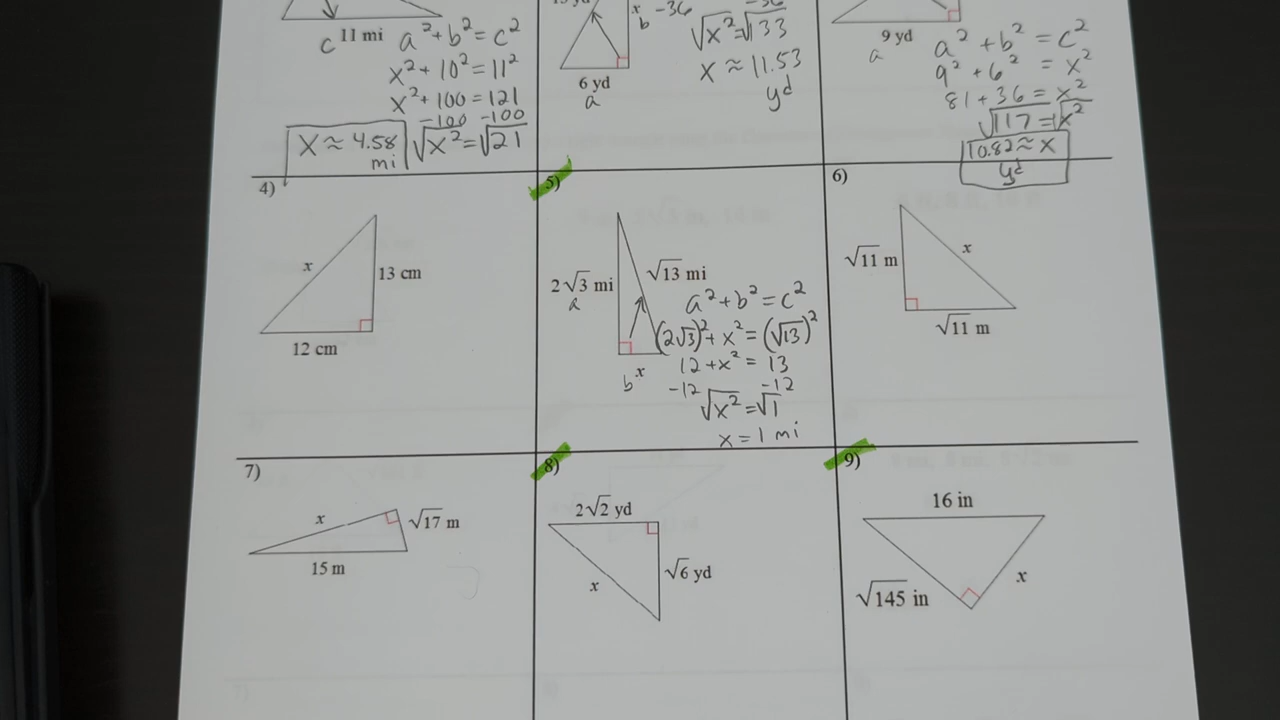 c 11 mi
a² + b² = c²
x² + 10² = 11²
x² + 100 = 121
-100 -100
√x² = √21
x ≈ 4.58
mi
x
b
-36
√x² = √133
x ≈ 11.53
yd
6 yd
a
9 yd
a
a² + b² = c²
9² + 6² = x²
81 + 36 = x²
√117 = √x²
10.82 ≈ x
yd
4)
x
13 cm
12 cm
5)
2√3 mi
a
√13 mi
x
b
a² + b² = c²
(2√3)² + x² = (√13)²
12 + x² = 13
-12 -12
√x² = √1
x = 1 mi
6)
√11 m
x
√11 m
7)
x
√17 m
15 m
8)
2√2 yd
√6 yd
x
9)
16 in
√145 in
x